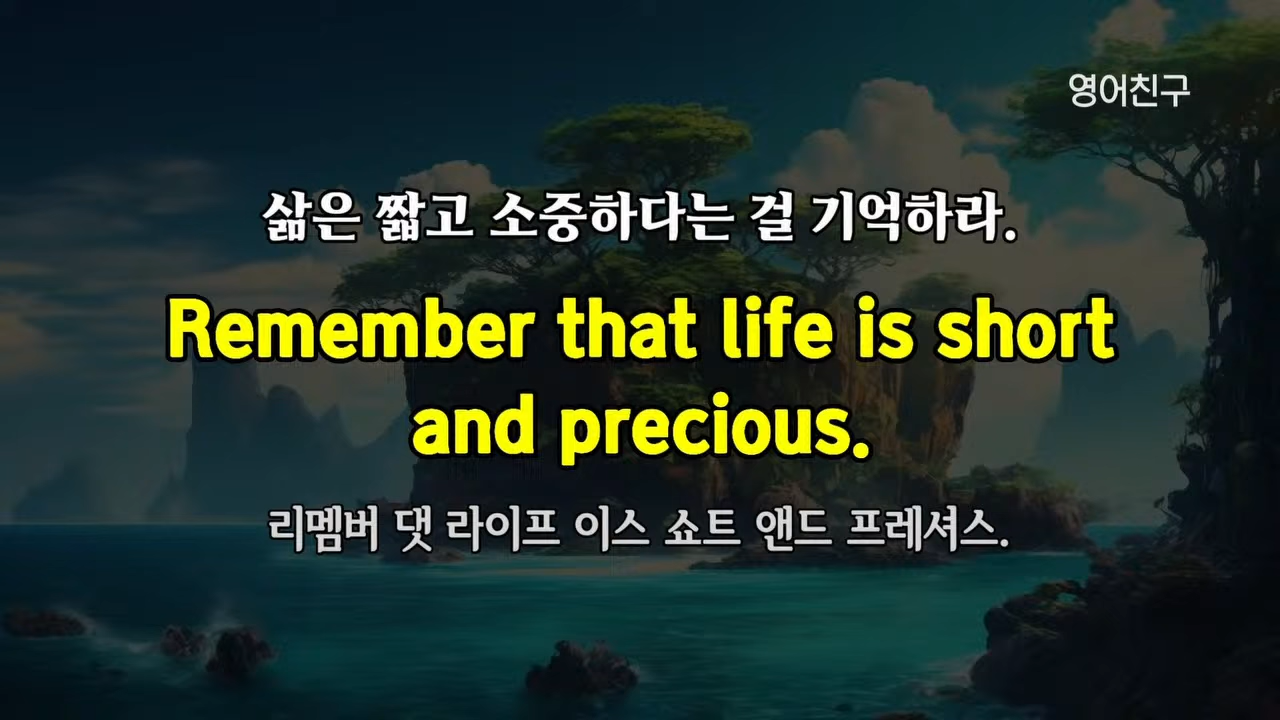 영어친구
삶은 짧고 소중하다는 걸 기억하라.
Remember that life is short
and precious.
리멤버 댓 라이프 이스 쇼트 앤드 프레셔스.